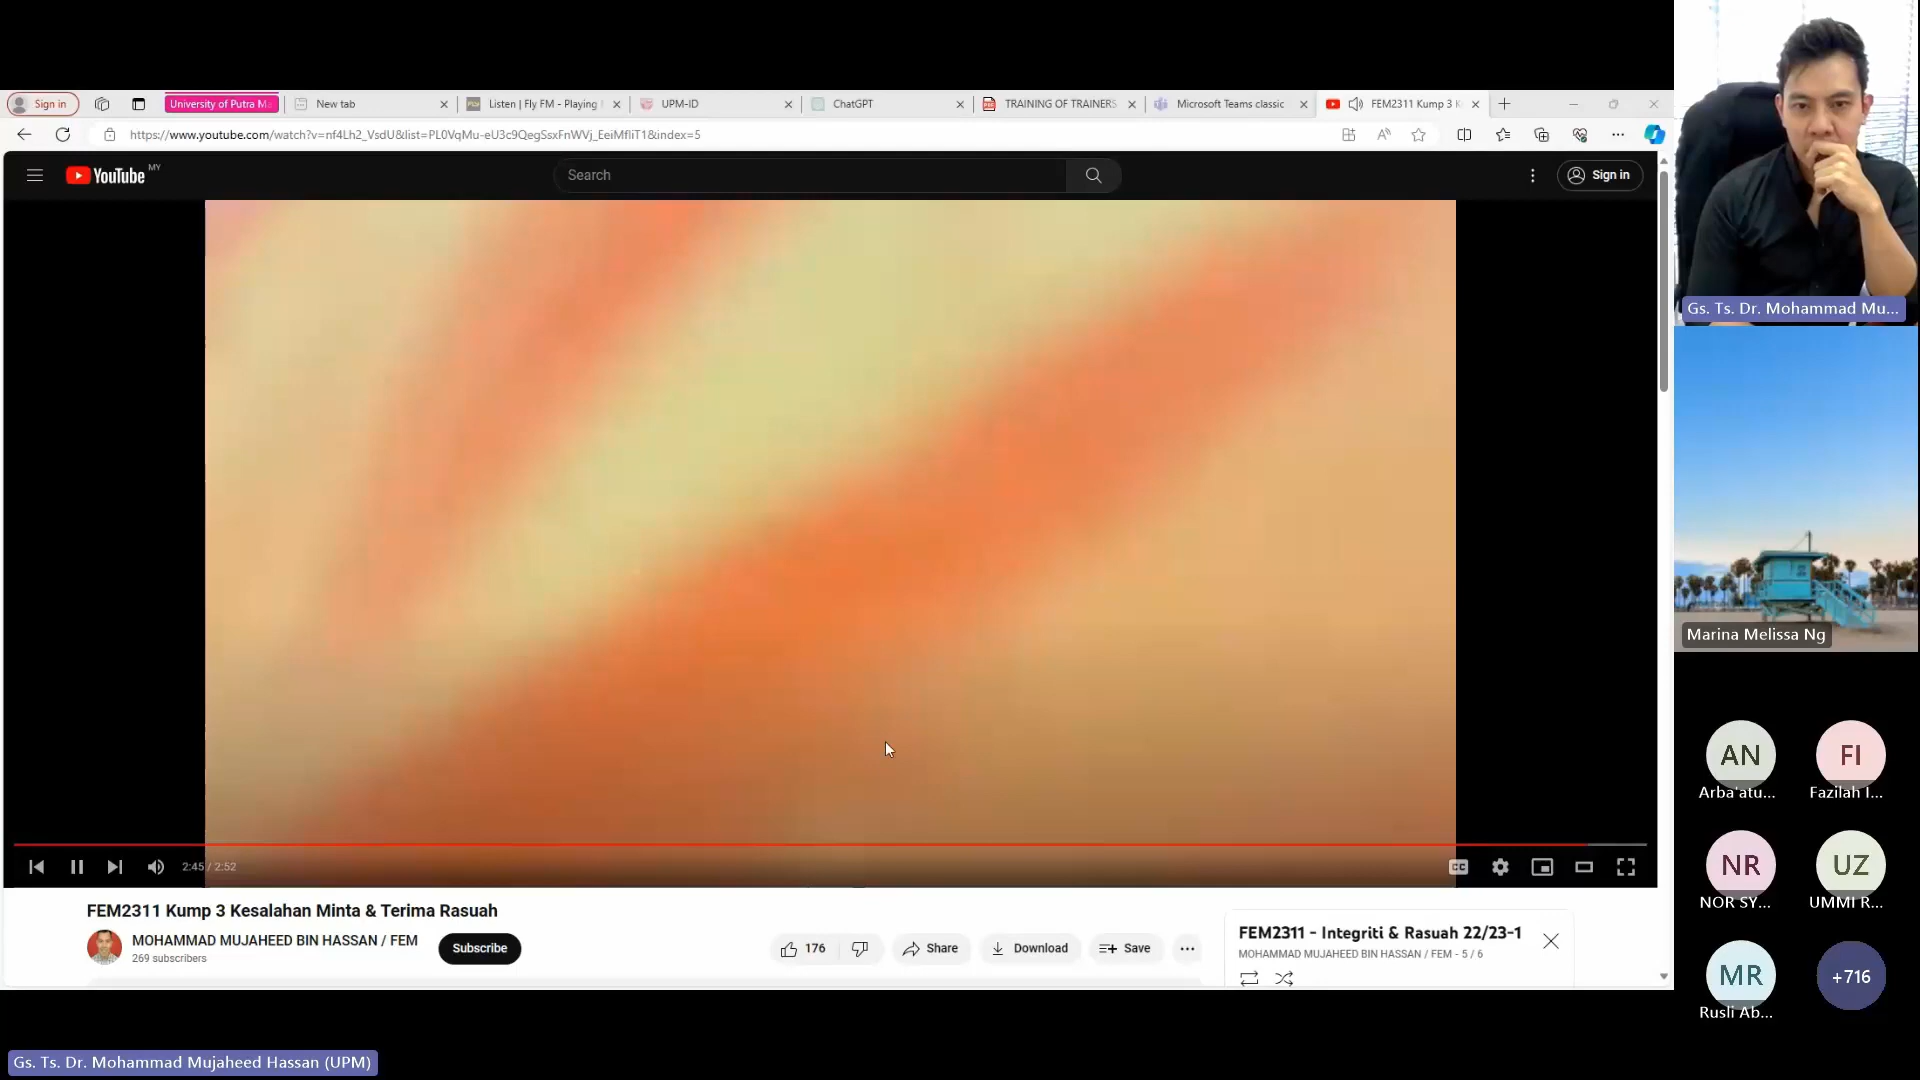 Sign in
University of Putra Ma
New tab
Listen | Fly FM - Playing
UPM-ID
ChatGPT
TRAINING OF TRAINERS
Microsoft Teams classic
FEM2311 Kump 3 K
https://www.youtube.com/watch?v=nf4Lh2_VsdU&list=PL0VqMu-eU3c9QegSsxFnWVj_EeiMfIiT1&index=5
YouTube MY
Search
Sign in
Gs. Ts. Dr. Mohammad Mu...
Marina Melissa Ng
AN
FI
Arba'atu...
Fazilah I...
NR
UZ
NOR SY...
UMMI R...
MR
+716
Rusli Ab...
2:45 / 2:52
CC
FEM2311 Kump 3 Kesalahan Minta & Terima Rasuah
MOHAMMAD MUJAHEED BIN HASSAN / FEM
269 subscribers
Subscribe
176
Share
Download
Save
FEM2311 - Integriti & Rasuah 22/23-1
MOHAMMAD MUJAHEED BIN HASSAN / FEM - 5 / 6
Gs. Ts. Dr. Mohammad Mujaheed Hassan (UPM)